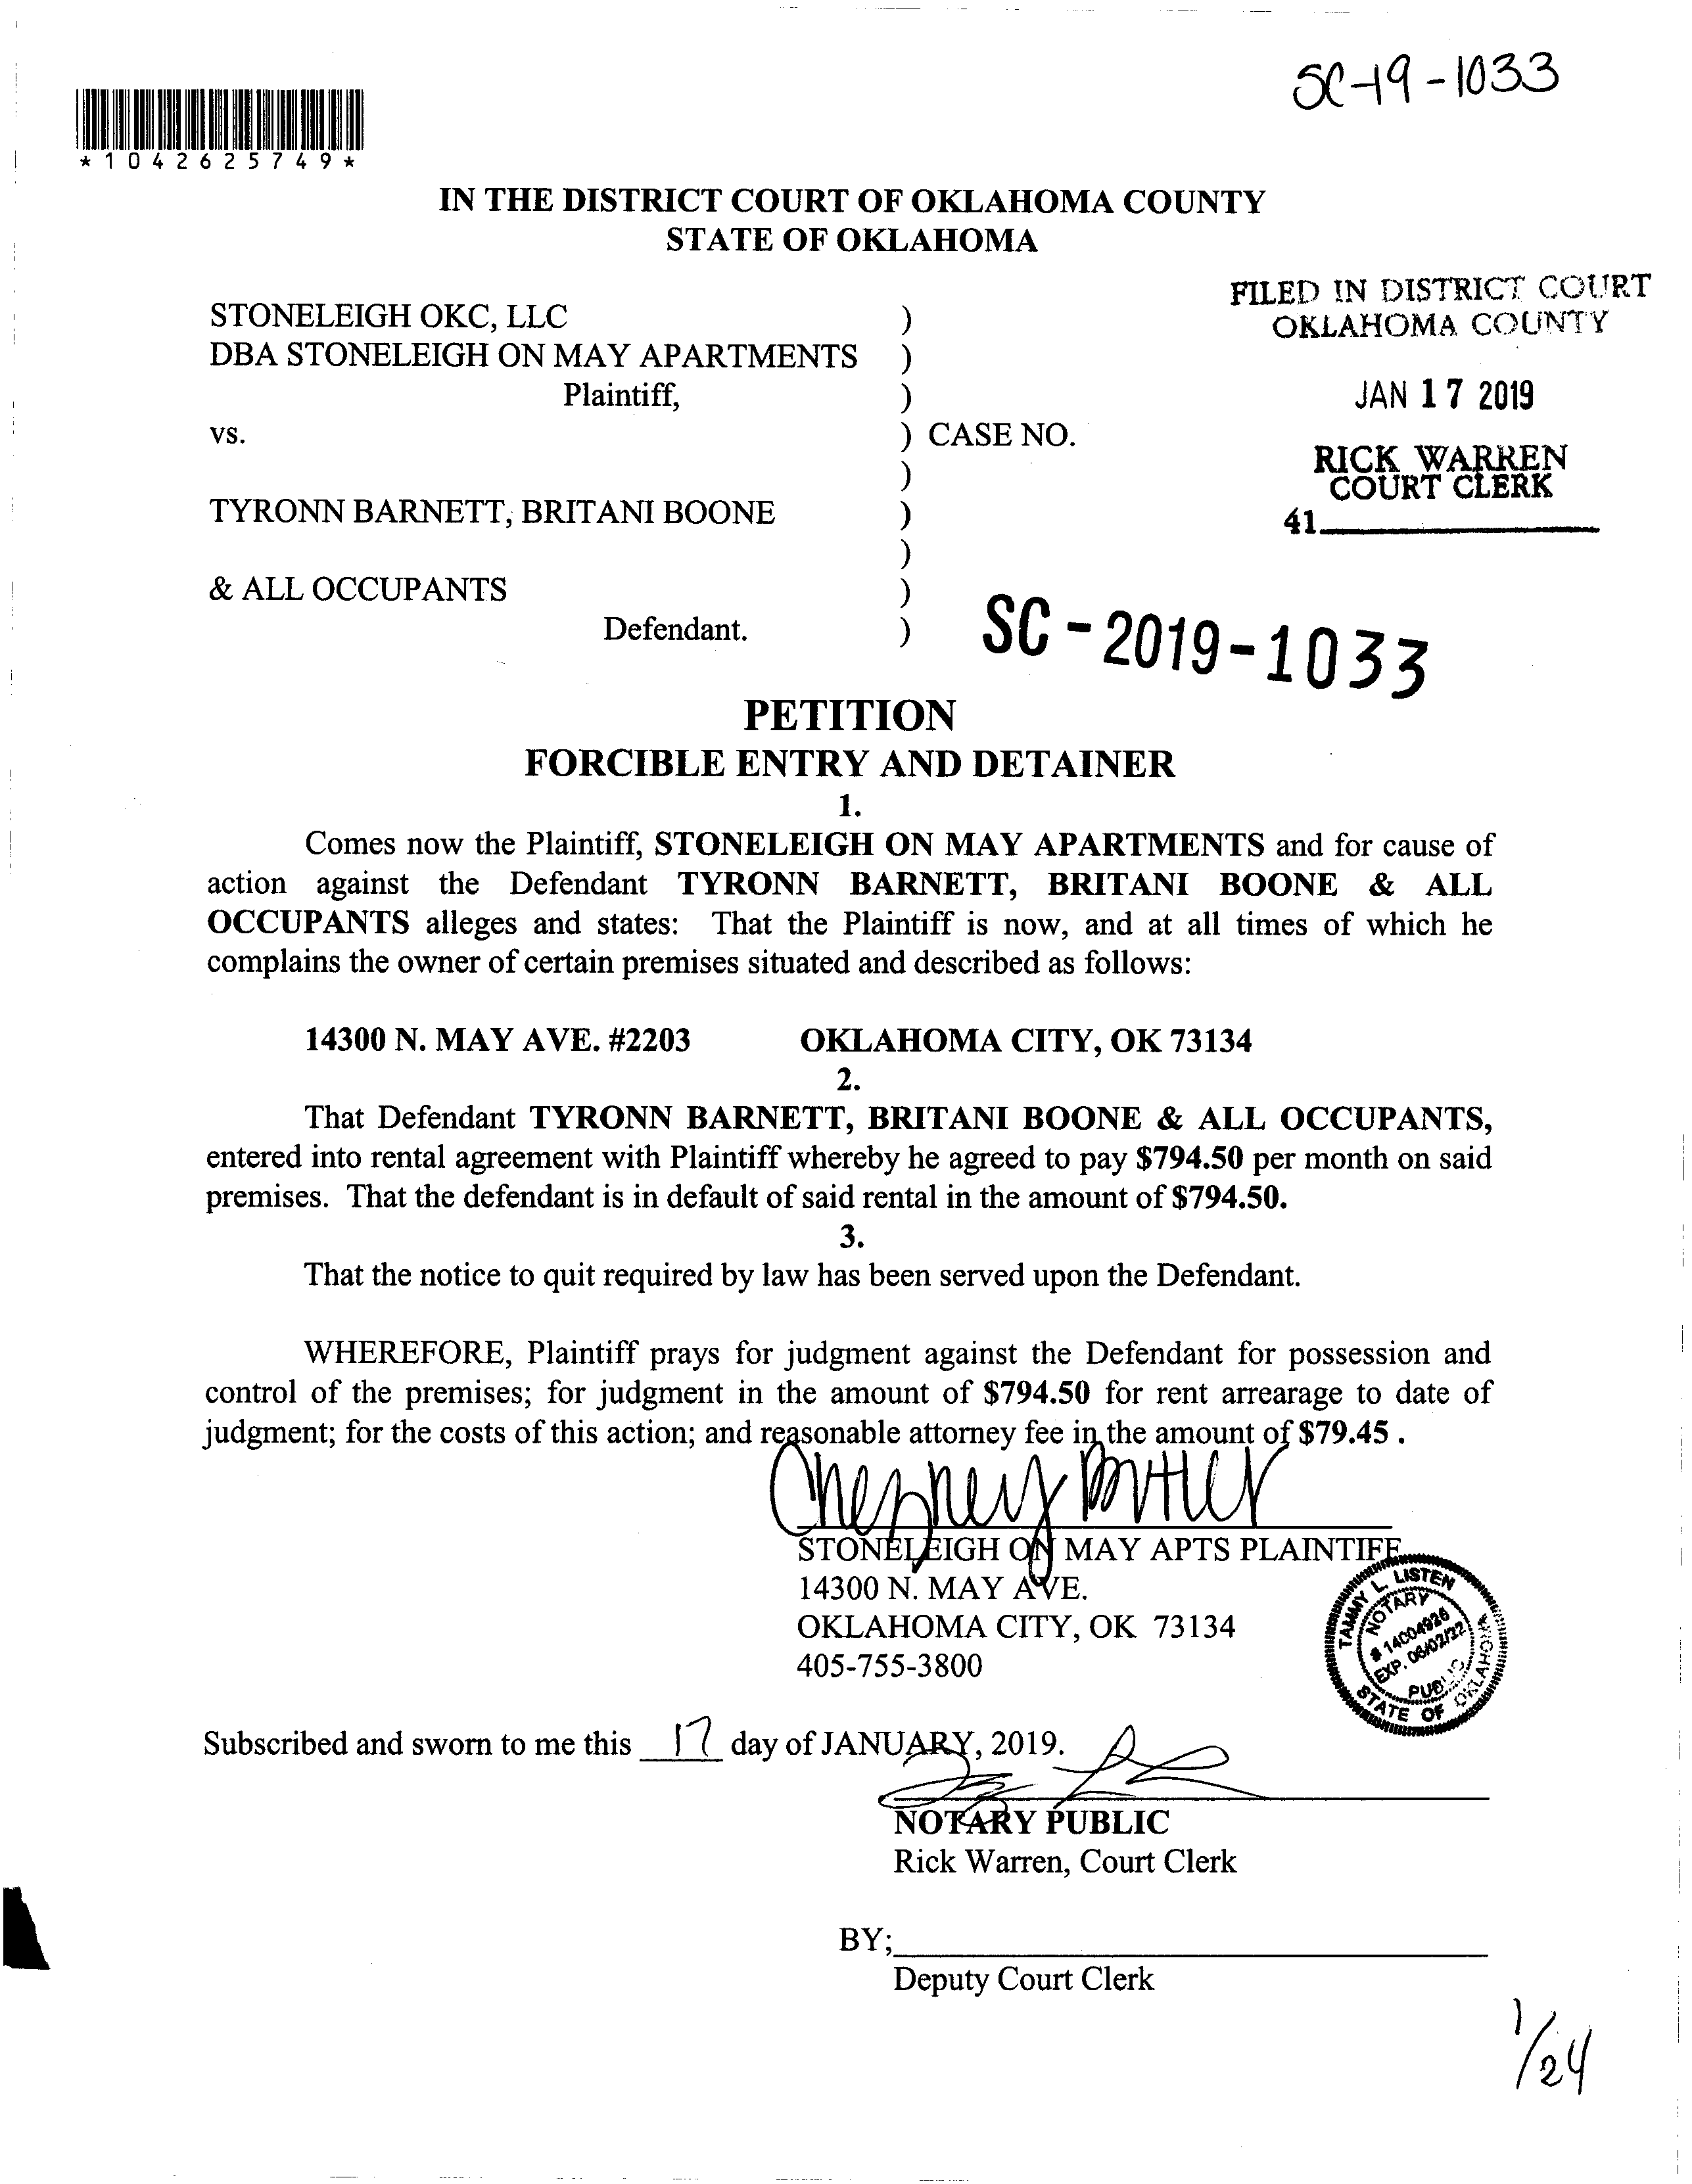 SC-19-1033
*1042625749*
IN THE DISTRICT COURT OF OKLAHOMA COUNTY
STATE OF OKLAHOMA
FILED IN DISTRICT COURT
OKLAHOMA COUNTY
JAN 17 2019
RICK WARREN
COURT CLERK
41
STONELEIGH OKC, LLC )
DBA STONELEIGH ON MAY APARTMENTS )
Plaintiff, )
vs. ) CASE NO.
)
TYRONN BARNETT, BRITANI BOONE )
)
& ALL OCCUPANTS )
Defendant. )
SC-2019-1033
PETITION
FORCIBLE ENTRY AND DETAINER
1.
Comes now the Plaintiff, STONELEIGH ON MAY APARTMENTS and for cause of
action against the Defendant TYRONN BARNETT, BRITANI BOONE & ALL
OCCUPANTS alleges and states: That the Plaintiff is now, and at all times of which he
complains the owner of certain premises situated and described as follows:
14300 N. MAY AVE. #2203 OKLAHOMA CITY, OK 73134
2.
That Defendant TYRONN BARNETT, BRITANI BOONE & ALL OCCUPANTS,
entered into rental agreement with Plaintiff whereby he agreed to pay $794.50 per month on said
premises. That the defendant is in default of said rental in the amount of $794.50.
3.
That the notice to quit required by law has been served upon the Defendant.
WHEREFORE, Plaintiff prays for judgment against the Defendant for possession and
control of the premises; for judgment in the amount of $794.50 for rent arrearage to date of
judgment; for the costs of this action; and reasonable attorney fee in the amount of $79.45 .
Chesney Butler
STONELEIGH ON MAY APTS PLAINTIFF
14300 N. MAY AVE.
OKLAHOMA CITY, OK 73134
405-755-3800
TAMMY L. LISTEN
NOTARY
# 14004926
EXP. 06/02/22
PUBLIC
STATE OF OKLAHOMA
Subscribed and sworn to me this 17 day of JANUARY, 2019.
NOTARY PUBLIC
Rick Warren, Court Clerk
BY;
Deputy Court Clerk
1/24